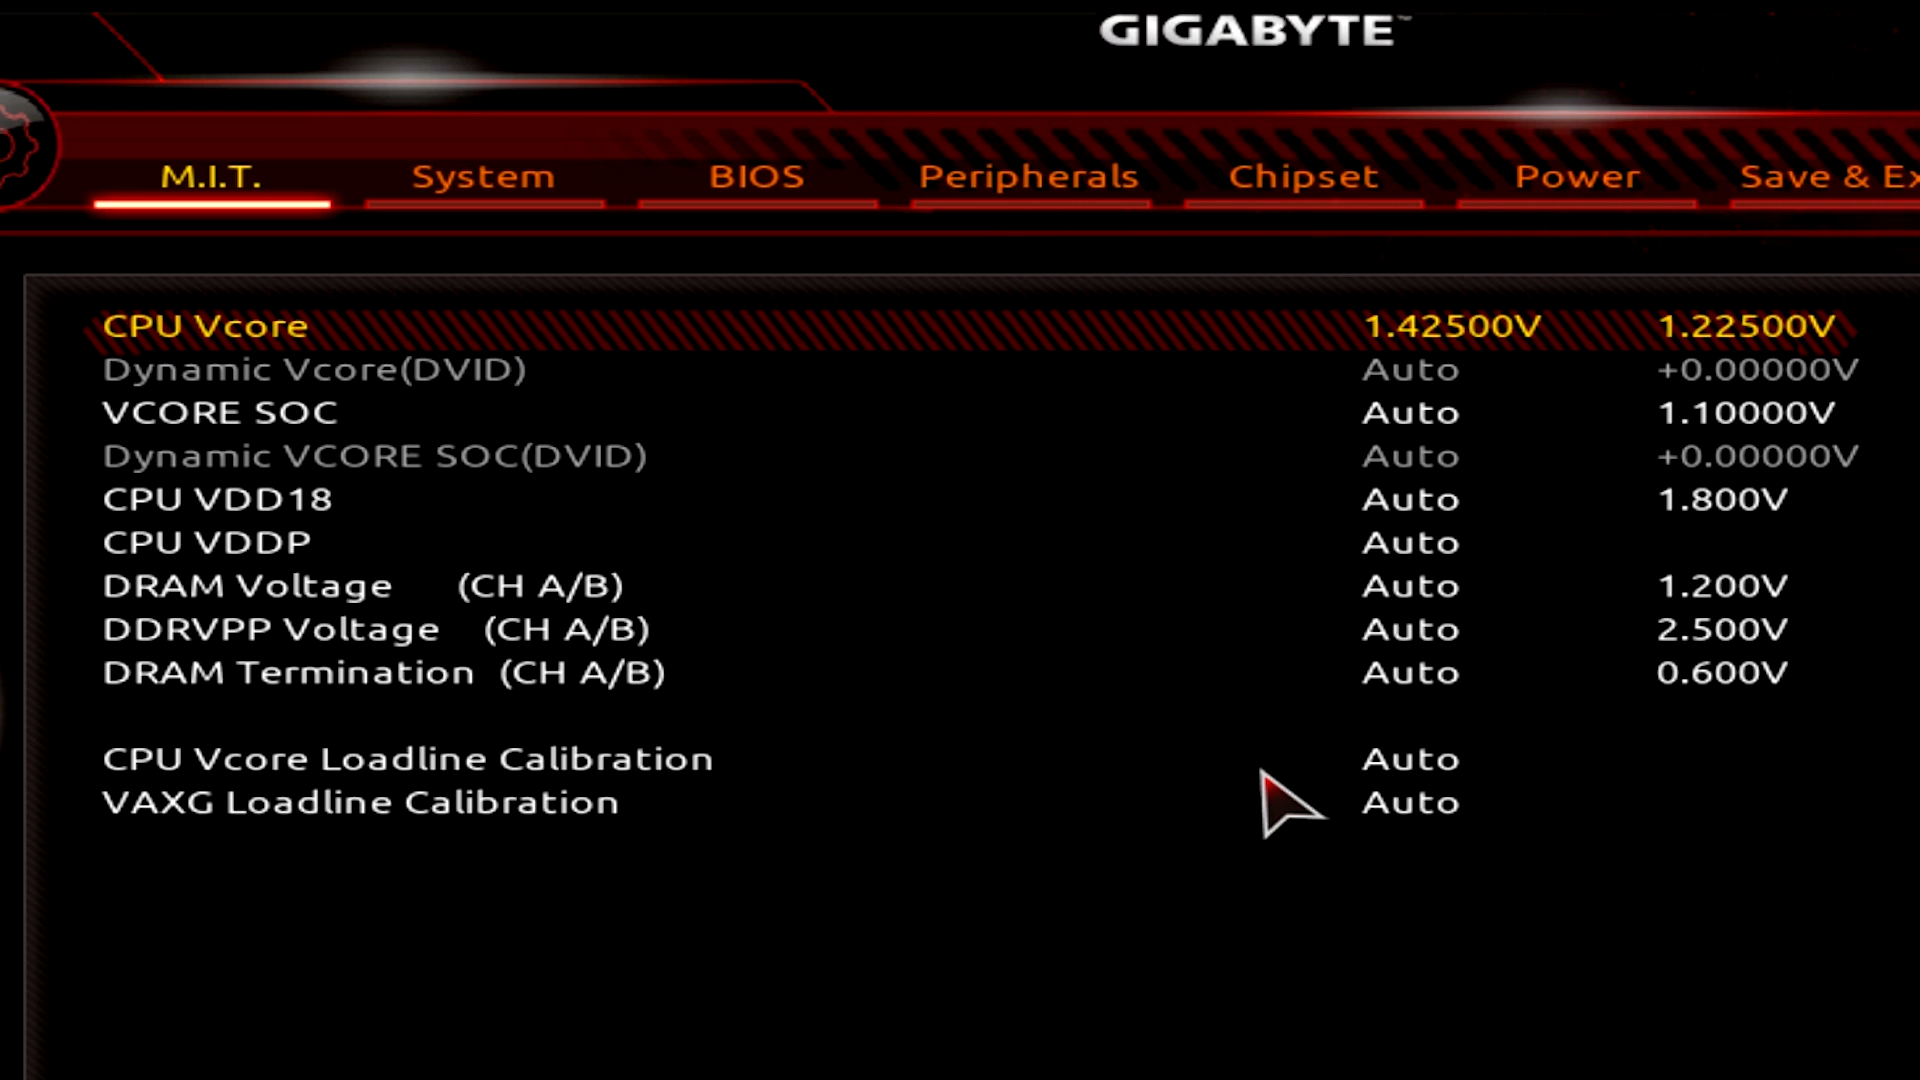 GIGABYTE™
M.I.T. System BIOS Peripherals Chipset Power Save & Ex
CPU Vcore 1.42500V 1.22500V
Dynamic Vcore(DVID) Auto +0.00000V
VCORE SOC Auto 1.10000V
Dynamic VCORE SOC(DVID) Auto +0.00000V
CPU VDD18 Auto 1.800V
CPU VDDP Auto
DRAM Voltage (CH A/B) Auto 1.200V
DDRVPP Voltage (CH A/B) Auto 2.500V
DRAM Termination (CH A/B) Auto 0.600V
CPU Vcore Loadline Calibration Auto
VAXG Loadline Calibration Auto